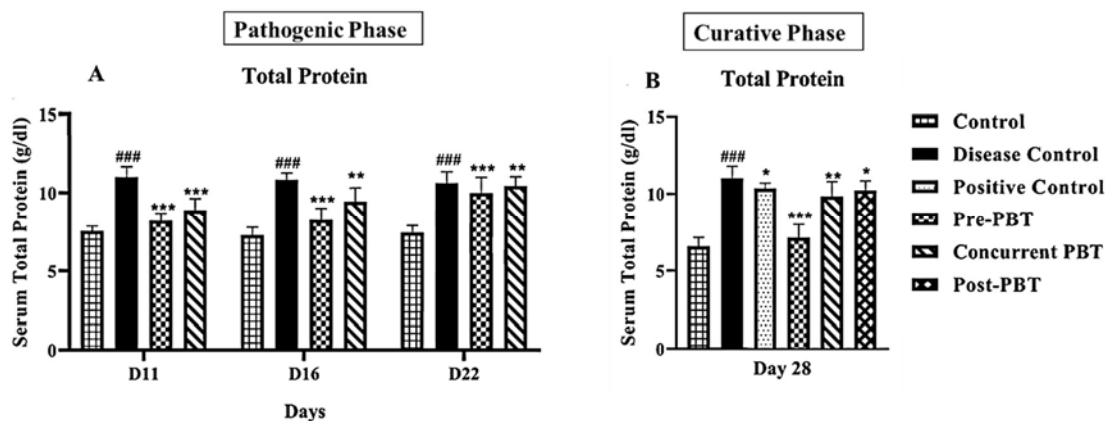 Pathogenic Phase
A
Total Protein
Serum Total Protein (g/dl)
15
10
5
0
###
***
***
###
***
**
###
***
**
D11
D16
D22
Days
Curative Phase
B
Total Protein
Serum Total Protein (g/dl)
15
10
5
0
###
*
***
**
*
Day 28
Control
Disease Control
Positive Control
Pre-PBT
Concurrent PBT
Post-PBT